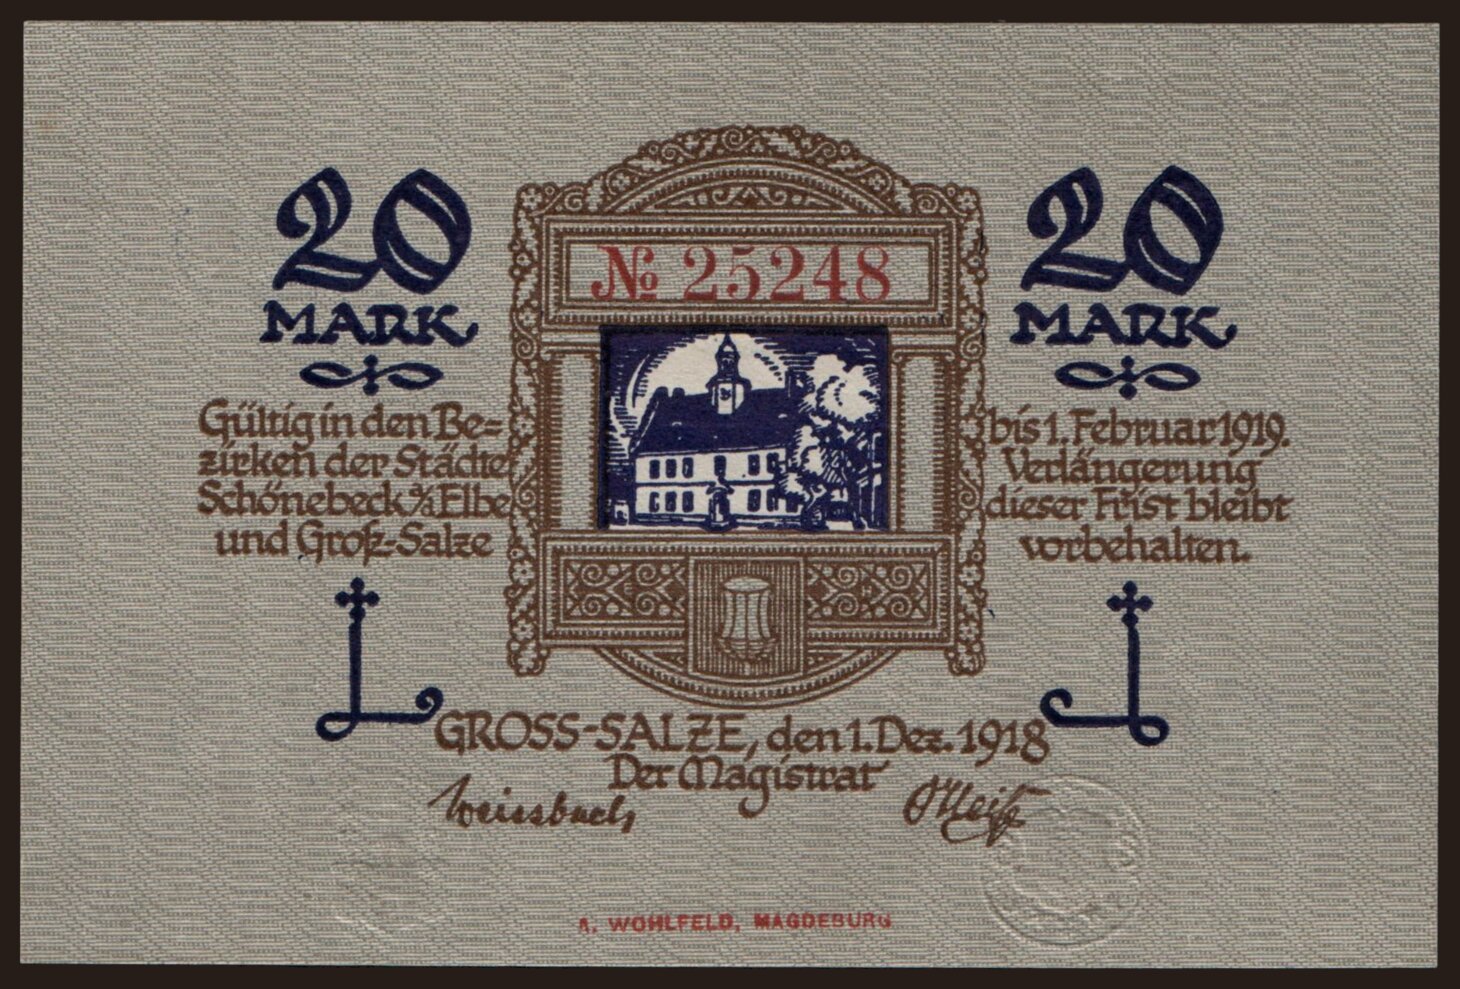 20
MARK
20
MARK
№ 25248
Gültig in den Be=
zirken der Städte
Schönebeck a/d Elbe
und Groß-Salze
bis 1. Februar 1919.
Verlängerung
dieser Frist bleibt
vorbehalten.
GROSS-SALZE, den 1. Dez. 1918
Der Magistrat
Weissbach
A. WOHLFELD, MAGDEBURG